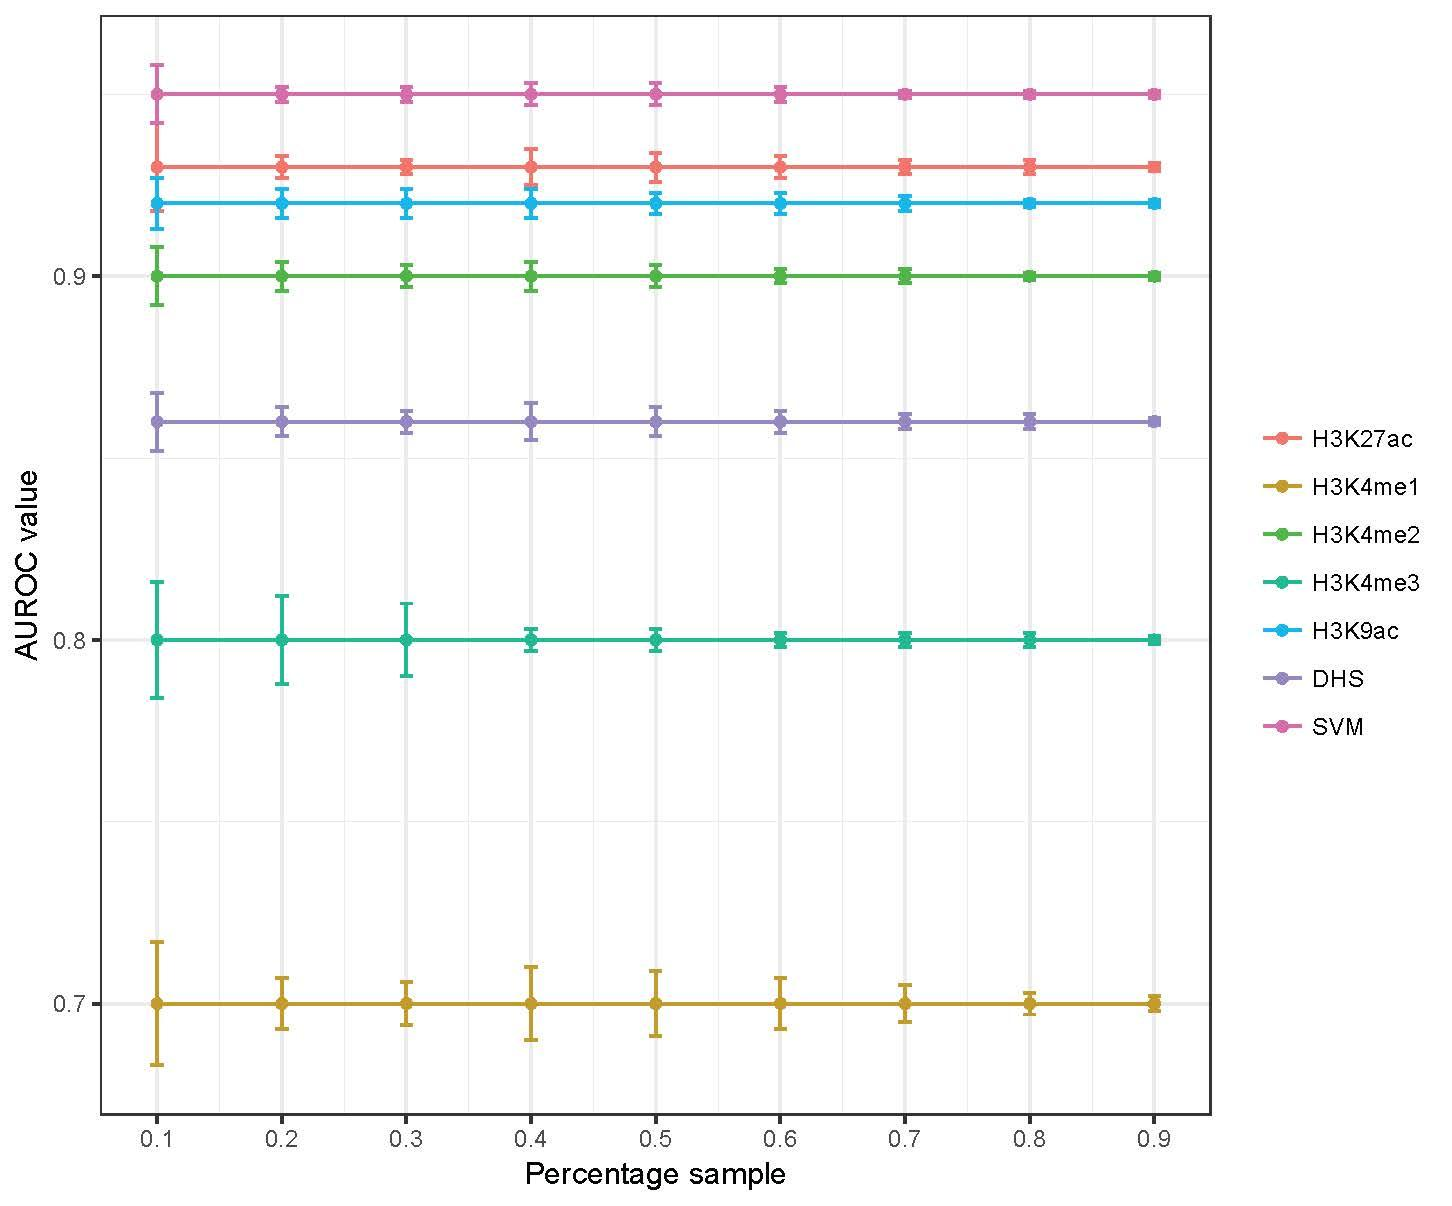 AUROC value
0.9
0.8
0.7
0.1 0.2 0.3 0.4 0.5 0.6 0.7 0.8 0.9
Percentage sample
H3K27ac
H3K4me1
H3K4me2
H3K4me3
H3K9ac
DHS
SVM